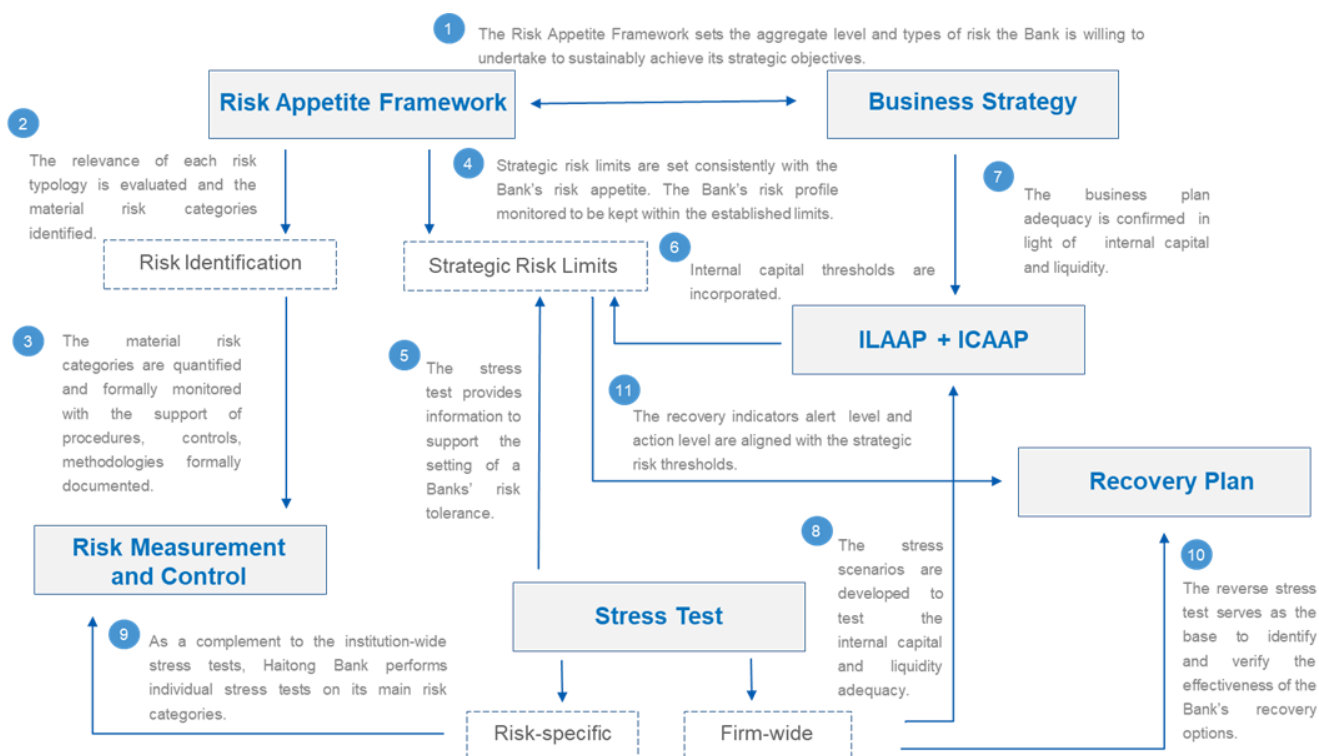 1
The Risk Appetite Framework sets the aggregate level and types of risk the Bank is willing to
undertake to sustainably achieve its strategic objectives.
Risk Appetite Framework
Business Strategy
2
The relevance of each risk
typology is evaluated and the
material risk categories
identified.
4
Strategic risk limits are set consistently with the
Bank's risk appetite. The Bank's risk profile
monitored to be kept within the established limits.
7
The business plan
adequacy is confirmed in
light of internal capital
and liquidity.
Risk Identification
Strategic Risk Limits
6
Internal capital thresholds are
incorporated.
3
The material risk
categories are quantified
and formally monitored
with the support of
procedures, controls,
methodologies formally
documented.
5
The stress
test provides
information to
support the
setting of a
Banks' risk
tolerance.
ILAAP + ICAAP
11
The recovery indicators alert level and
action level are aligned with the strategic
risk thresholds.
Recovery Plan
Risk Measurement
and Control
8
The stress
scenarios are
developed to
test the
internal capital
and liquidity
adequacy.
10
The reverse stress
test serves as the
base to identify
and verify the
effectiveness of the
Bank's recovery
options.
Stress Test
9
As a complement to the institution-wide
stress tests, Haitong Bank performs
individual stress tests on its main risk
categories.
Risk-specific
Firm-wide